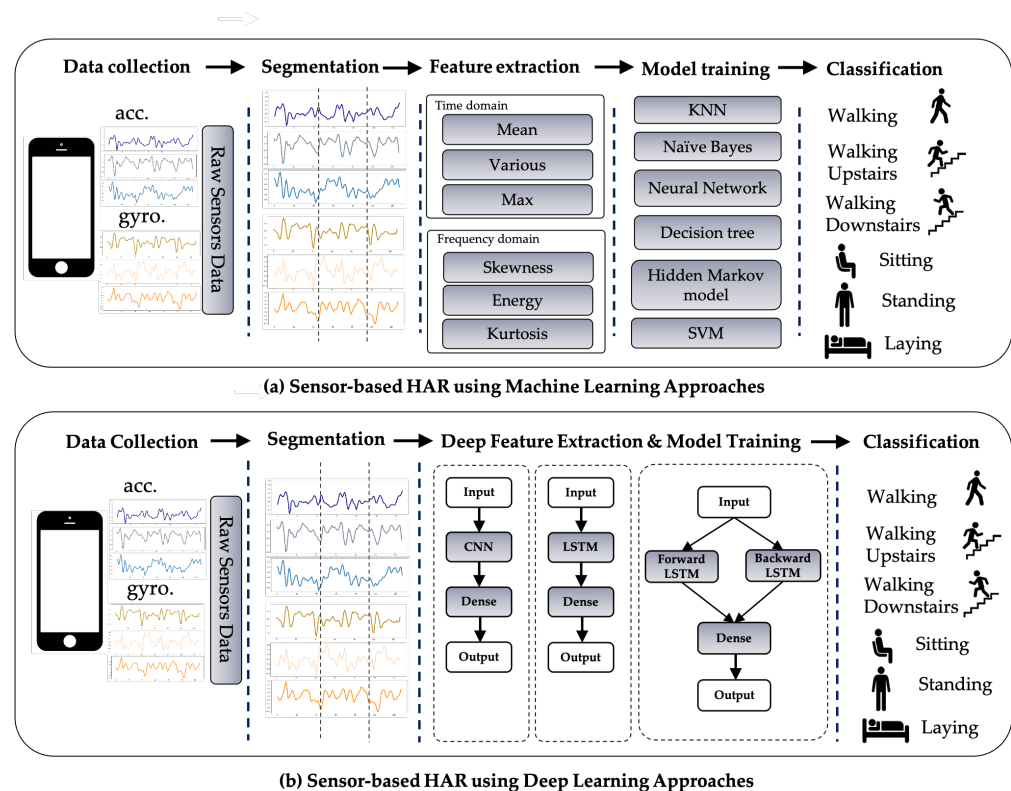 Data collection
Segmentation
Feature extraction
Model training
Classification
acc.
gyro.
Raw Sensors Data
Time domain
Mean
Various
Max
Frequency domain
Skewness
Energy
Kurtosis
KNN
Naïve Bayes
Neural Network
Decision tree
Hidden Markov
model
SVM
Walking
Walking
Upstairs
Walking
Downstairs
Sitting
Standing
Laying
(a) Sensor-based HAR using Machine Learning Approaches
Data Collection
Segmentation
Deep Feature Extraction & Model Training
Classification
acc.
gyro.
Raw Sensors Data
Input
CNN
Dense
Output
Input
LSTM
Dense
Output
Input
Forward
LSTM
Backward
LSTM
Dense
Output
Walking
Walking
Upstairs
Walking
Downstairs
Sitting
Standing
Laying
(b) Sensor-based HAR using Deep Learning Approaches